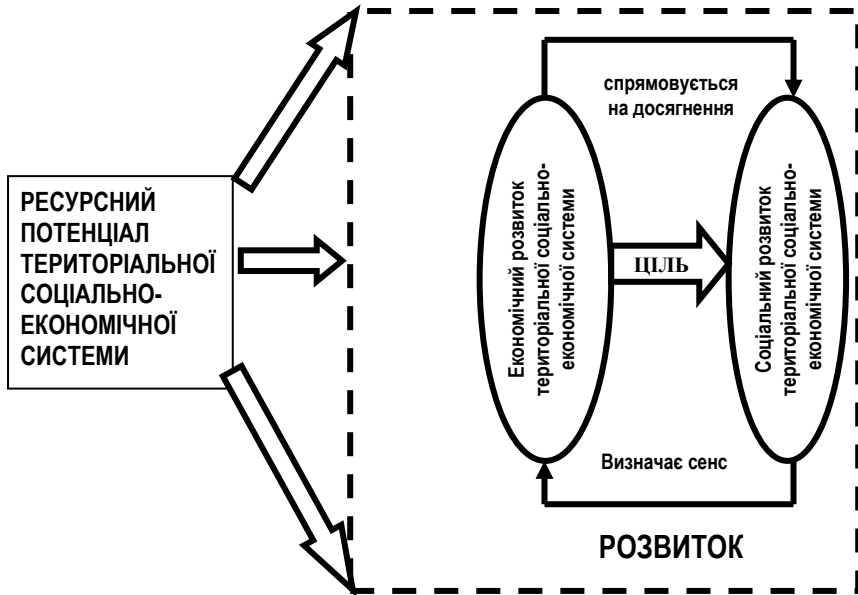 РЕСУРСНИЙ
ПОТЕНЦІАЛ
ТЕРИТОРІАЛЬНОЇ
СОЦІАЛЬНО-
ЕКОНОМІЧНОЇ
СИСТЕМИ
спрямовується
на досягнення
Економічний розвиток
територіальної соціально-
економічної системи
ЦІЛЬ
Соціальний розвиток
територіальної соціально-
економічної системи
Визначає сенс
РОЗВИТОК